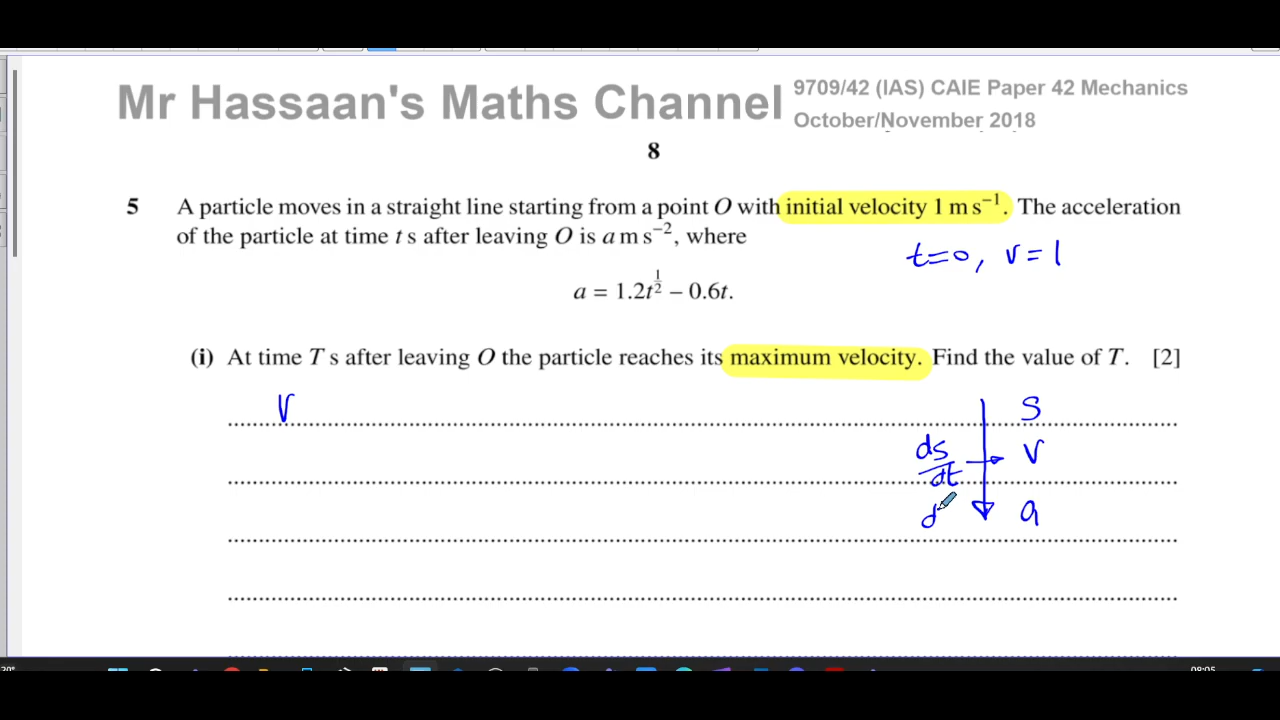 Mr Hassaan's Maths Channel
9709/42 (IAS) CAIE Paper 42 Mechanics
October/November 2018
8
5 A particle moves in a straight line starting from a point O with initial velocity 1 m s⁻¹. The acceleration
of the particle at time t s after leaving O is a m s⁻², where
t=0, v=1
a = 1.2t^{1/2} – 0.6t.
(i) At time T s after leaving O the particle reaches its maximum velocity. Find the value of T. [2]
V
S
ds/dt
V
d
a
20°